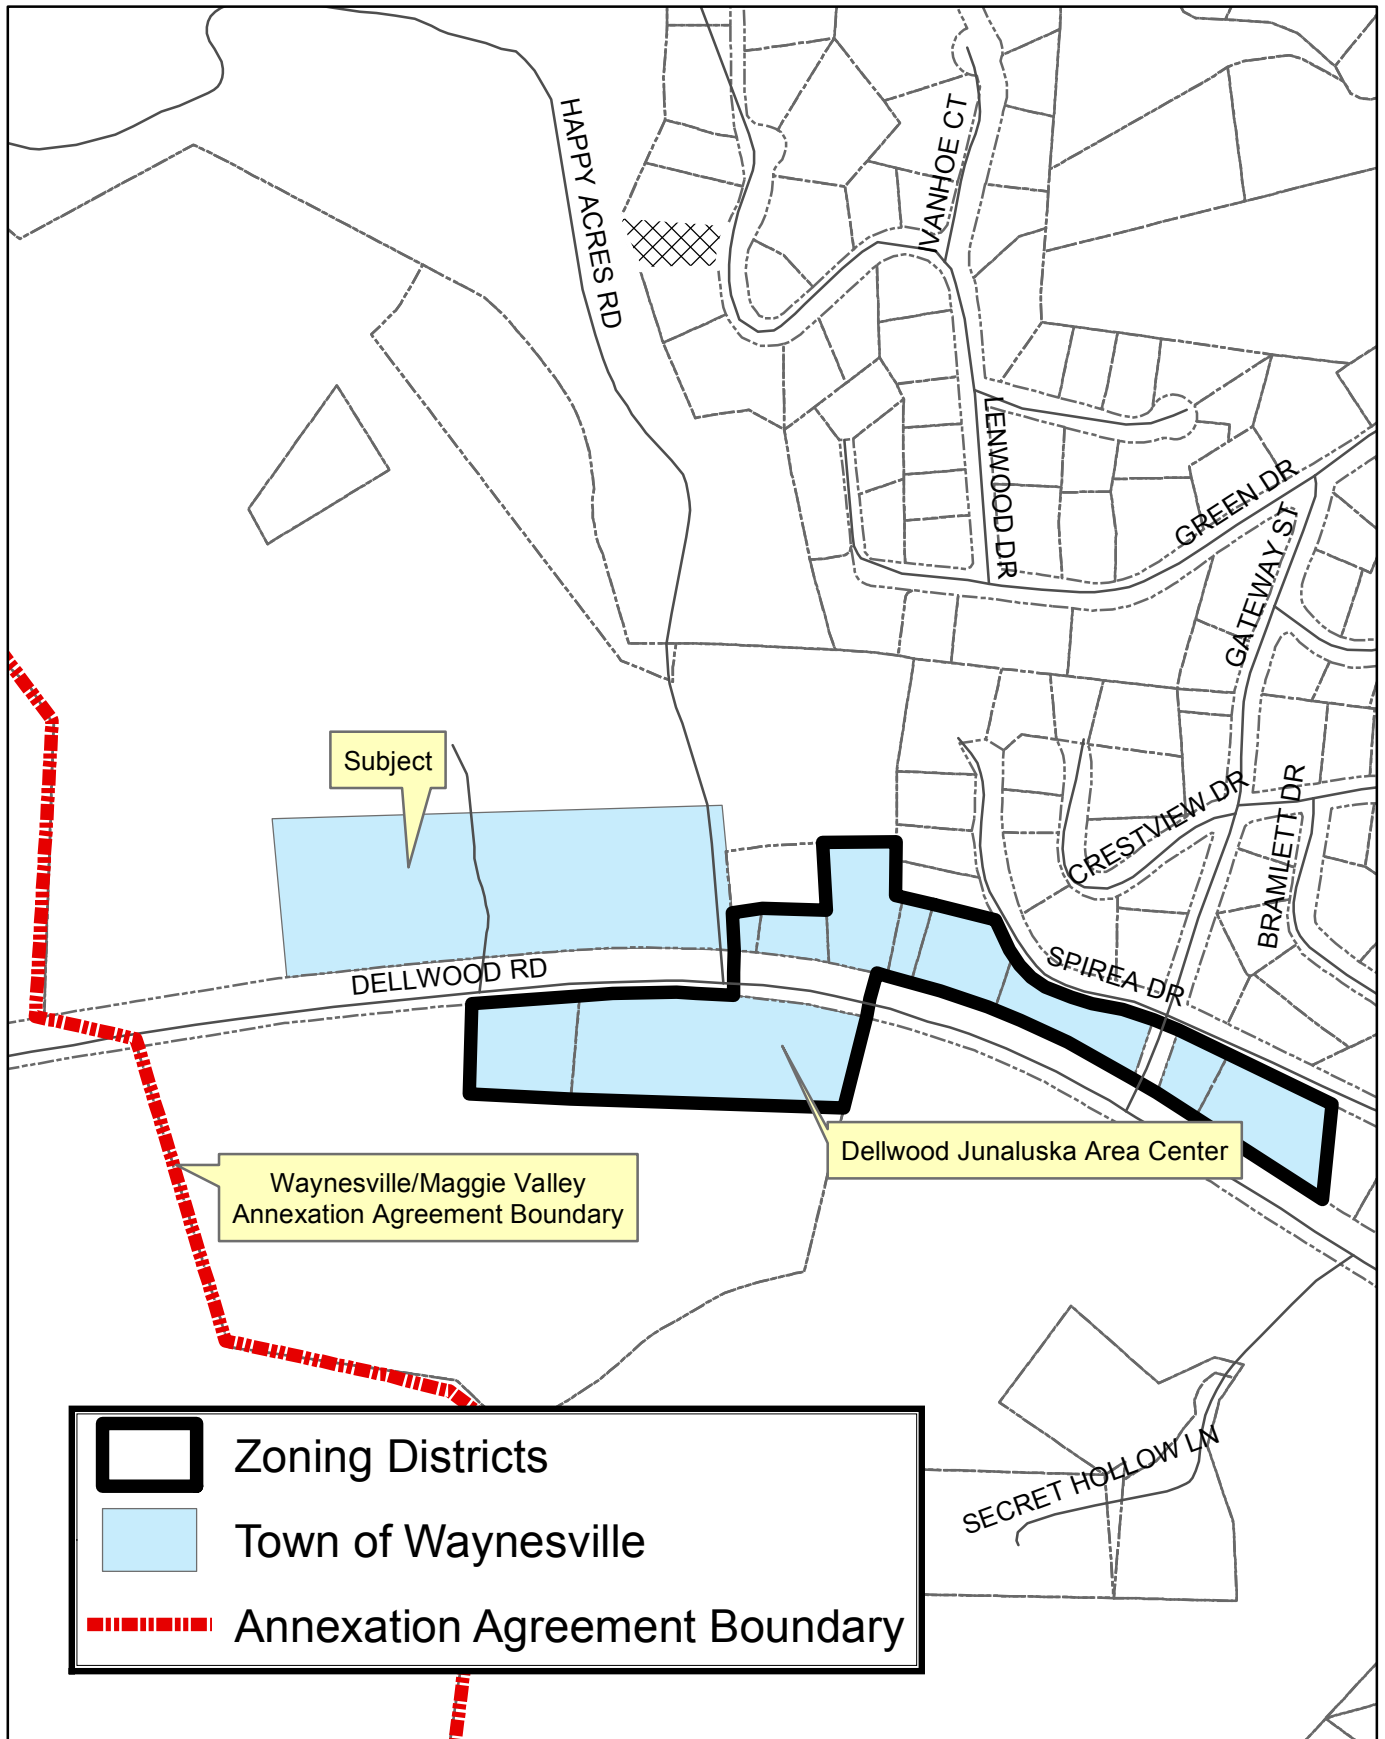 HAPPY ACRES RD
IVANHOE CT
LENWOOD DR
GREEN DR
GATEWAY ST
Subject
CRESTVIEW DR
BRAMLETT DR
DELLWOOD RD
SPIREA DR
Dellwood Junaluska Area Center
Waynesville/Maggie Valley
Annexation Agreement Boundary
SECRET HOLLOW LN
Zoning Districts
Town of Waynesville
Annexation Agreement Boundary